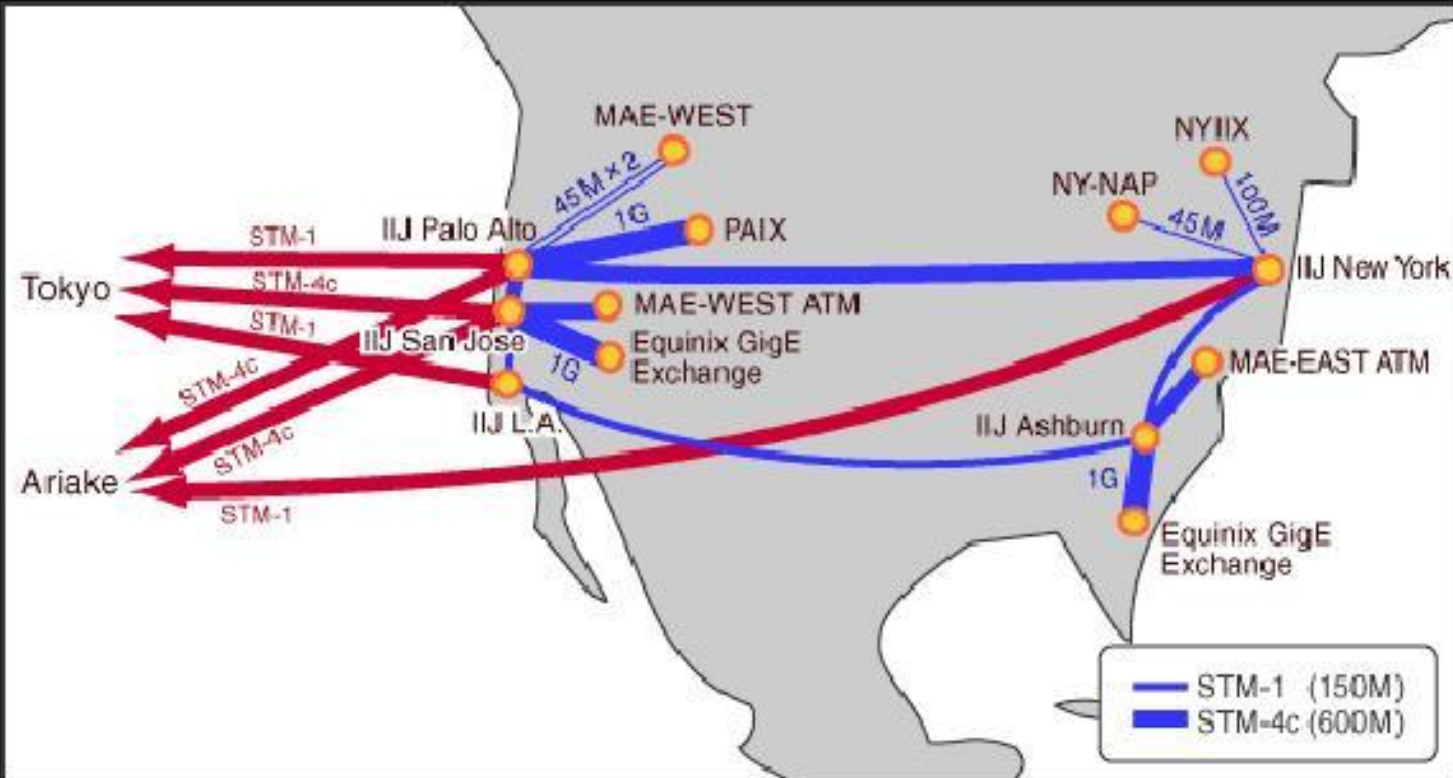 MAE-WEST
NYIIX
45M×2
NY-NAP
100M
1G
45M
IIJ Palo Alto
PAIX
STM-1
IIJ New York
Tokyo
STM-4c
MAE-WEST ATM
STM-1
IIJ San Jose
Equinix GigE
Exchange
1G
MAE-EAST ATM
STM-4c
IIJ L.A.
IIJ Ashburn
STM-4c
Ariake
1G
STM-1
Equinix GigE
Exchange
STM-1 (150M)
STM-4c (600M)